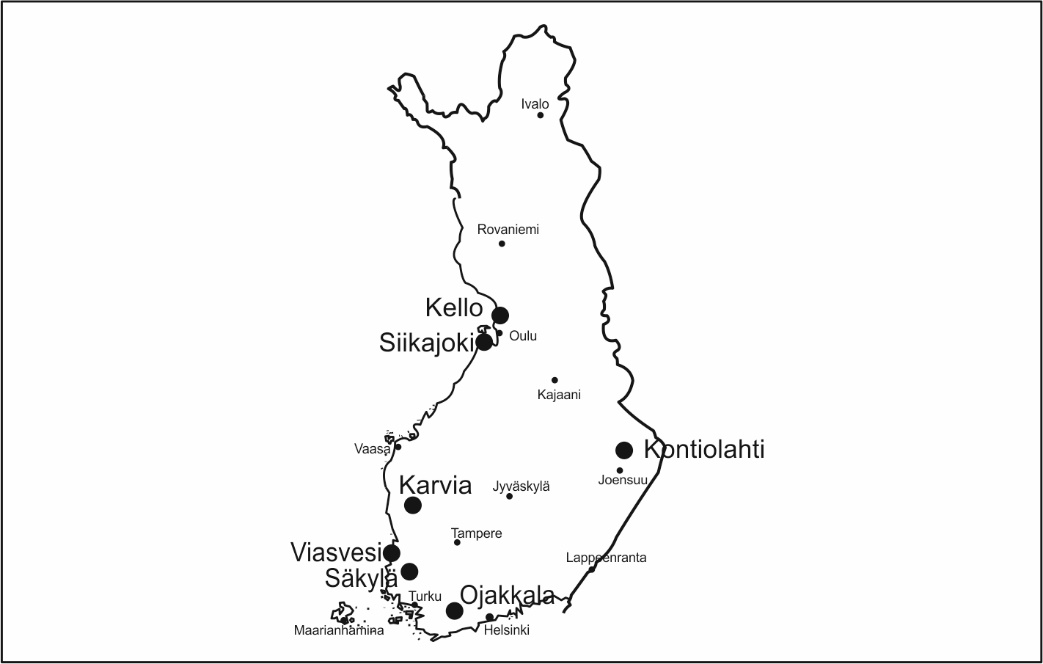 Ivalo
Rovaniemi
Kello
Oulu
Siikajoki
Kajaani
Vaasa
Kontiolahti
Joensuu
Karvia
Jyväskylä
Tampere
Viasvesi
Lappeenranta
Säkylä
Turku
Ojakkala
Maarianhamina
Helsinki